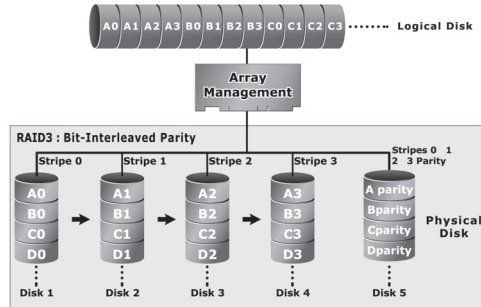 A0 A1 A2 A3 B0 B1 B2 B3 C0 C1 C2 C3 Logical Disk
Array
Management
RAID3 : Bit-Interleaved Parity
Stripe 0 Stripe 1 Stripe 2 Stripe 3 Stripes 0 1
2 3 Parity
A0 A1 A2 A3 A parity
B0 B1 B2 B3 Bparity
C0 C1 C2 C3 Cparity
D0 D1 D2 D3 Dparity
Physical
Disk
Disk 1 Disk 2 Disk 3 Disk 4 Disk 5